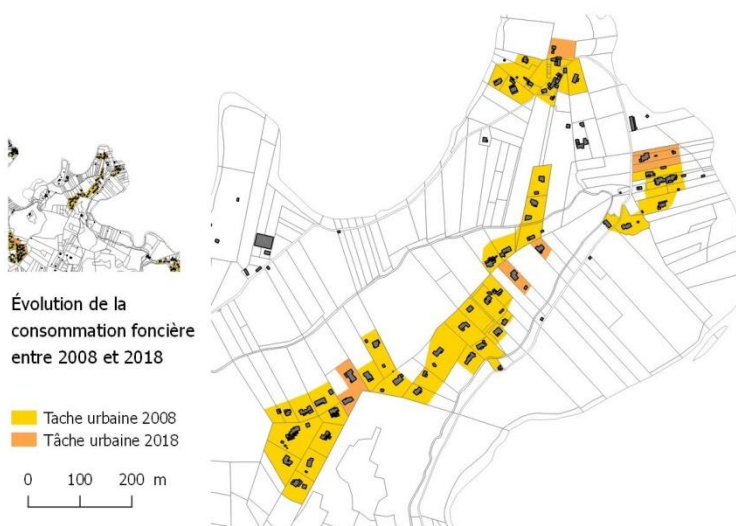 Évolution de la
consommation foncière
entre 2008 et 2018
Tache urbaine 2008
Tâche urbaine 2018
0 100 200 m